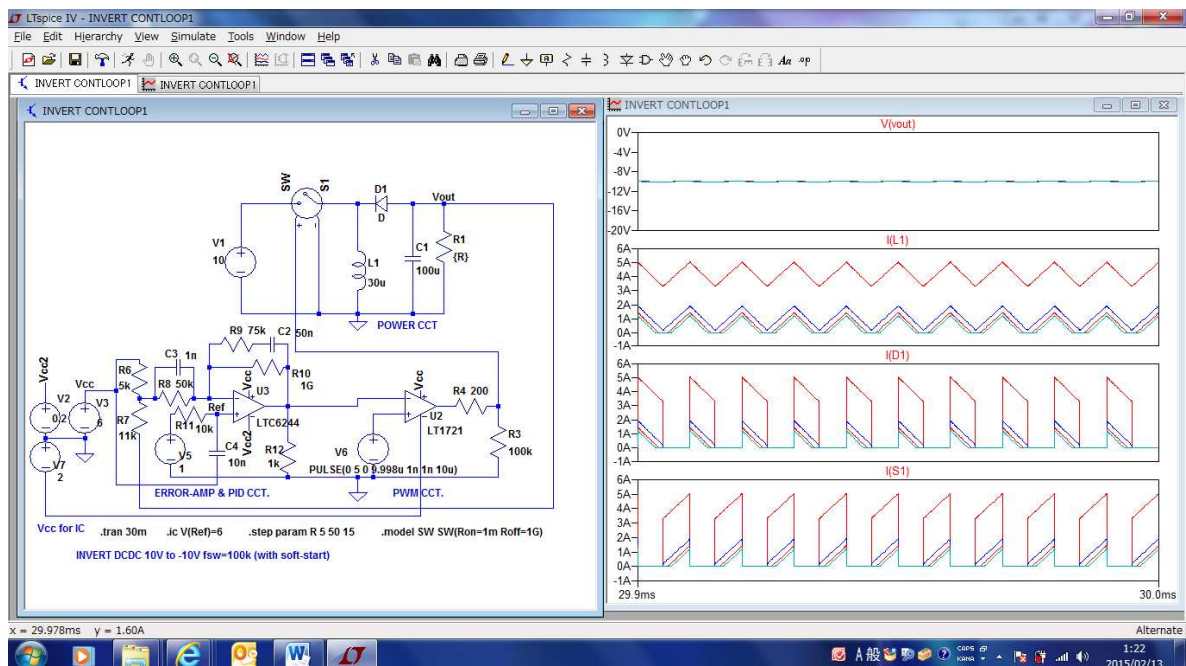 LTspice IV - INVERT CONTLOOP1
File Edit Hierarchy View Simulate Tools Window Help
INVERT CONTLOOP1 INVERT CONTLOOP1
INVERT CONTLOOP1
SW
S1
D1
D
Vout
V1
10
L1
30u
C1
100u
R1
{R}
POWER CCT
R9 75k
C2 50n
C3 1n
R6
5k
R8 50k
R10
1G
Vcc2
Vcc
V2
0.2
V3
6
R7
11k
R11 10k
Ref
Vcc
U3
LTC6244
Vcc2
V7
2
V5
1
C4
10n
R12
1k
Vcc
U2
LT1721
R4 200
R3
100k
V6
PULSE(0 5 0 9.998u 1n 1n 10u)
ERROR-AMP & PID CCT.
PWM CCT.
Vcc for IC
.tran 30m
.ic V(Ref)=6
.step param R 5 50 15
.model SW SW(Ron=1m Roff=1G)
INVERT DCDC 10V to -10V fsw=100k (with soft-start)
INVERT CONTLOOP1
V(vout)
0V
-4V
-8V
-12V
-16V
-20V
I(L1)
6A
5A
4A
3A
2A
1A
0A
-1A
I(D1)
6A
5A
4A
3A
2A
1A
0A
-1A
I(S1)
6A
5A
4A
3A
2A
1A
0A
-1A
29.9ms
30.0ms
x = 29.978ms y = 1.60A
Alternate
A 般
CAPS
KANA
1:22
2015/02/13